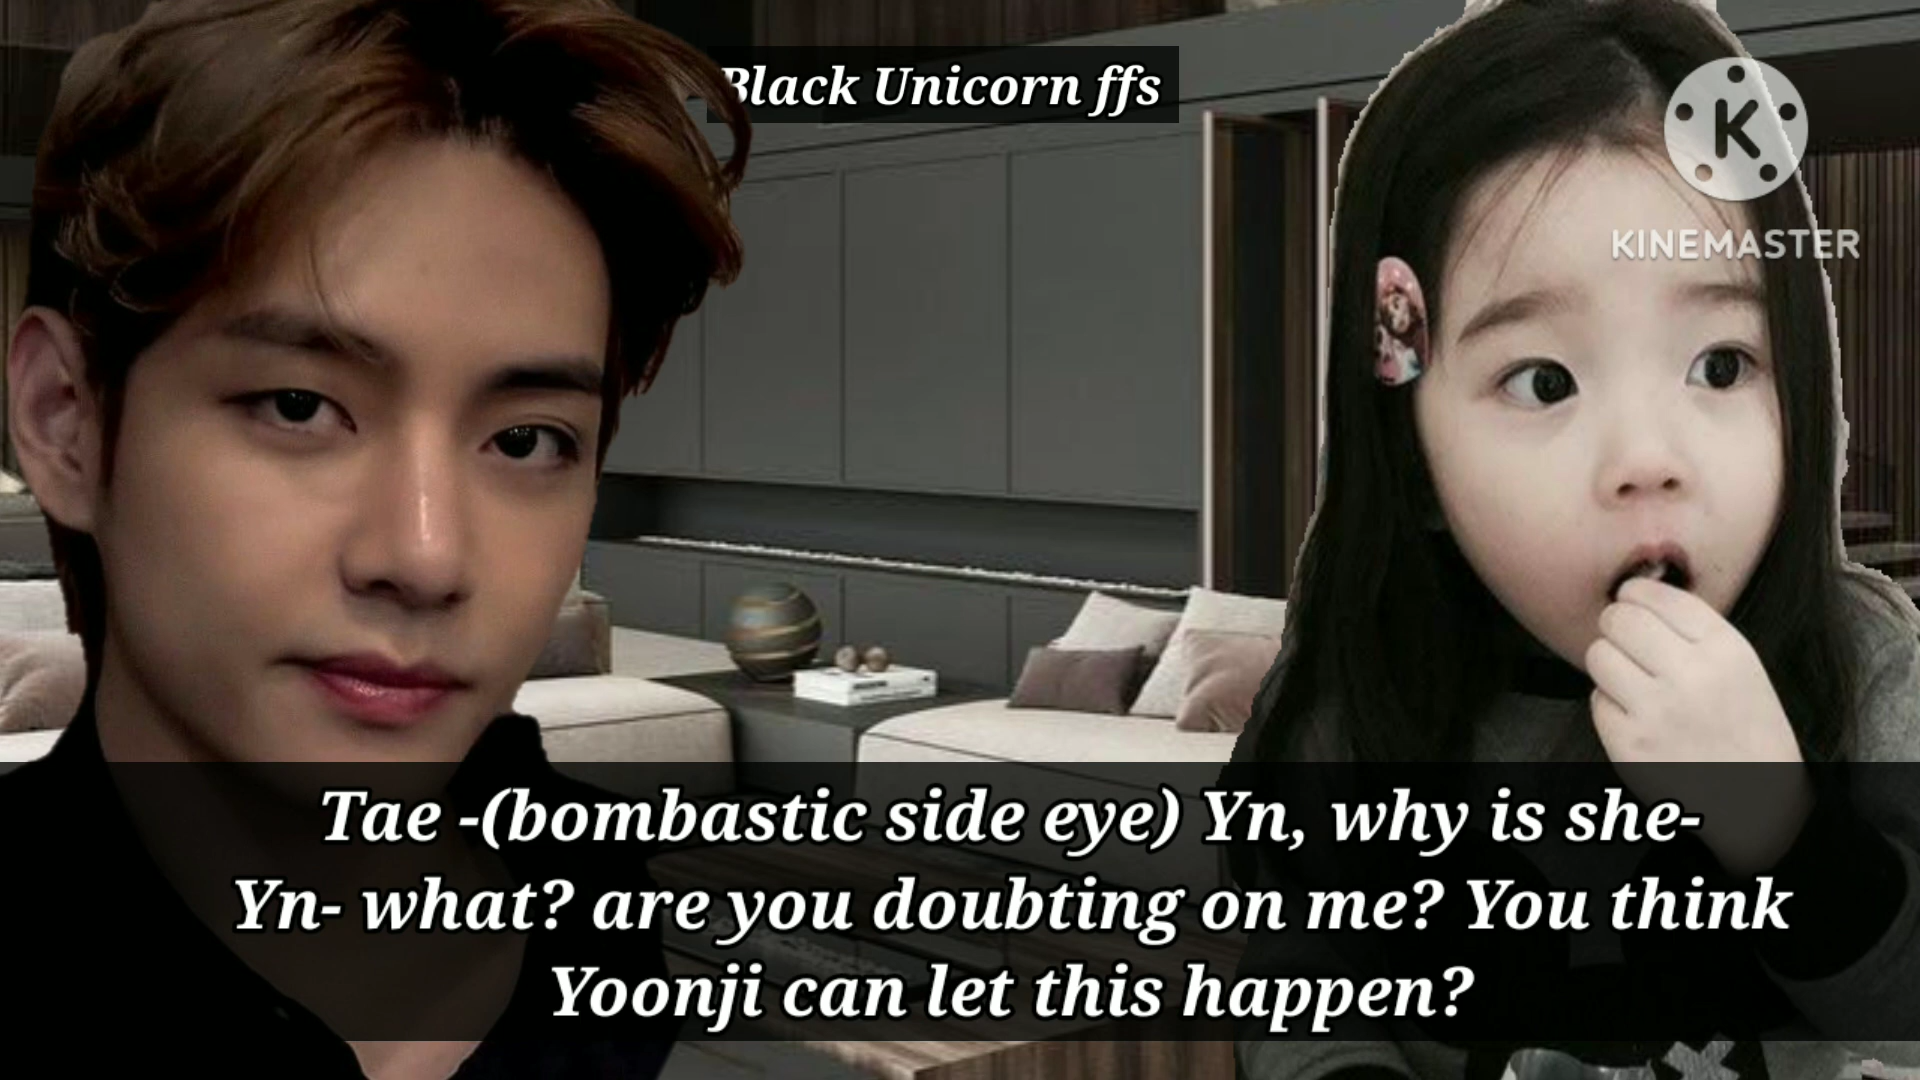 Black Unicorn ffs
K
KINEMASTER
Tae -(bombastic side eye) Yn, why is she-
Yn- what? are you doubting on me? You think
Yoonji can let this happen?